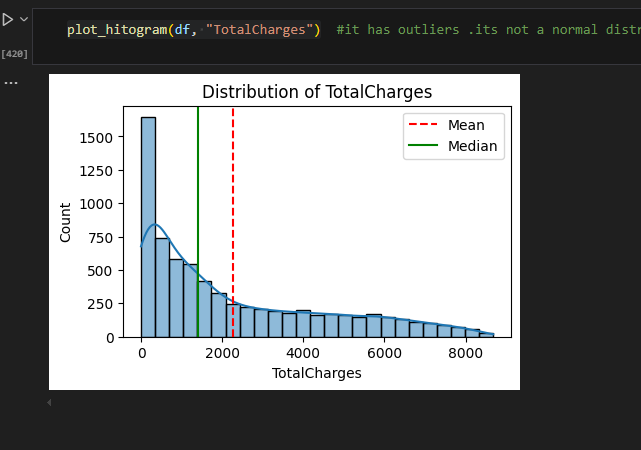 plot_hitogram(df, "TotalCharges")  #it has outliers .its not a normal distr
[420]
...
Distribution of TotalCharges
Mean
Median
1500
1250
1000
750
500
250
0
Count
0 2000 4000 6000 8000
TotalCharges